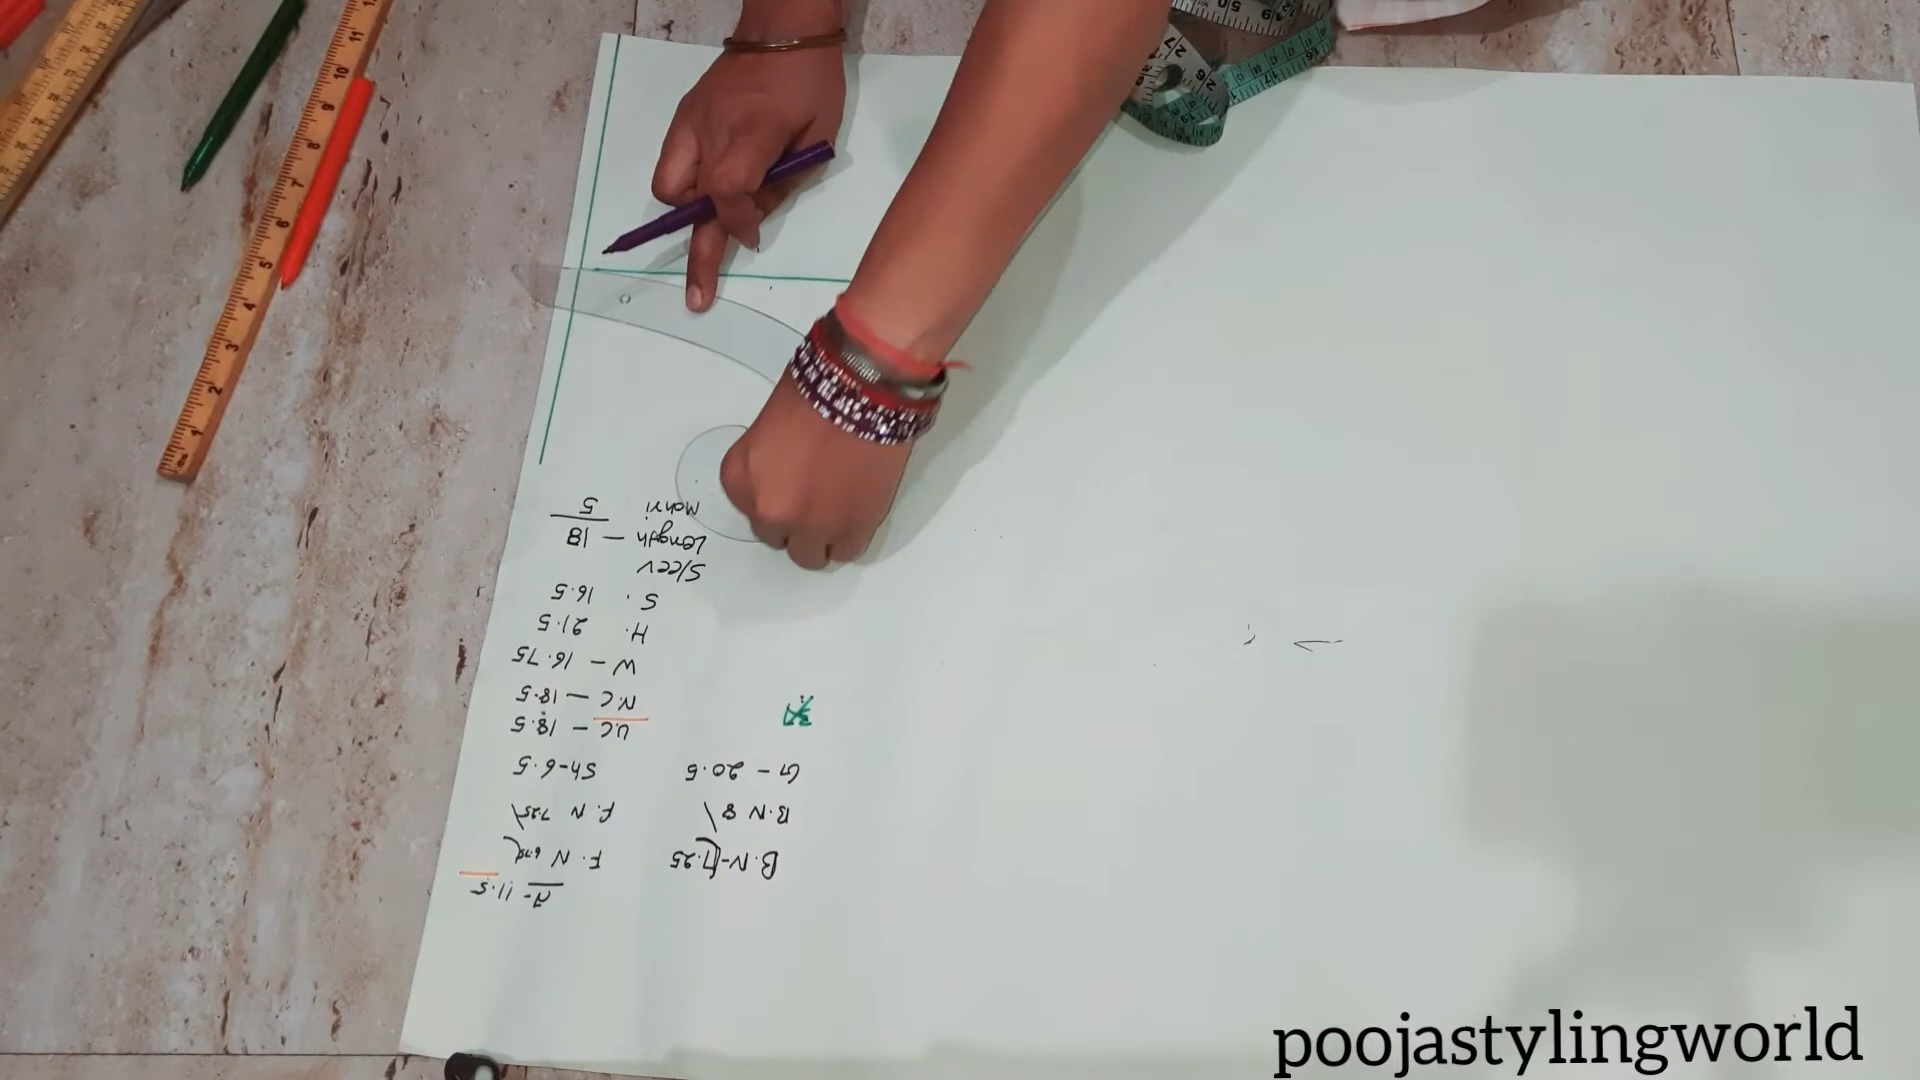 F. N 6.75
B.N-17.25
F. N 7.25
B.N 8
Sh-6.5
G - 20.5
U.C - 18.5
N.C - 18.5
W - 16.75
H. 21.5
S. 16.5
Sleev
Length - 18
Mohri 5
poojastylingworld